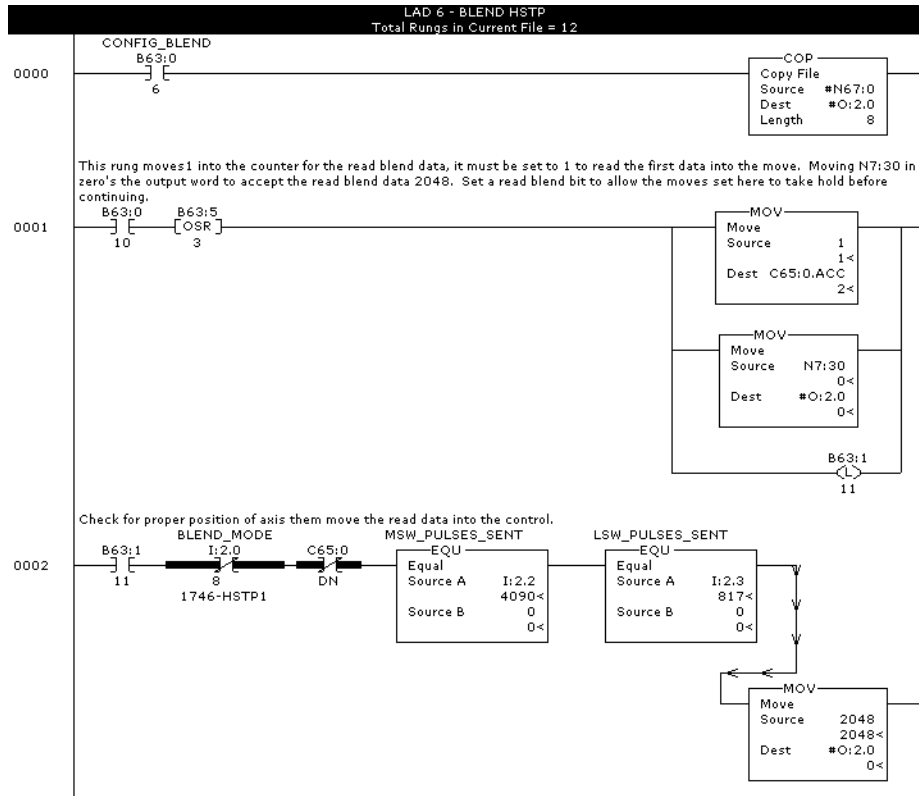 LAD 6 - BLEND HSTP
Total Rungs in Current File = 12
CONFIG_BLEND
B63:0
6
0000
COP
Copy File
Source #N67:0
Dest #O:2.0
Length 8
This rung moves1 into the counter for the read blend data, it must be set to 1 to read the first data into the move.  Moving N7:30 in
zero's the output word to accept the read blend data 2048.  Set a read blend bit to allow the moves set here to take hold before
continuing.
B63:0 B63:5
0001
OSR
10 3
MOV
Move
Source 1
1<
Dest C65:0.ACC
2<
MOV
Move
Source N7:30
0<
Dest #O:2.0
0<
B63:1
L
11
Check for proper position of axis them move the read data into the control.
BLEND_MODE MSW_PULSES_SENT LSW_PULSES_SENT
B63:1 I:2.0 C65:0
0002
11 8 DN
1746-HSTP1
EQU
Equal
Source A I:2.2
4090<
Source B 0
0<
EQU
Equal
Source A I:2.3
817<
Source B 0
0<
MOV
Move
Source 2048
2048<
Dest #O:2.0
0<